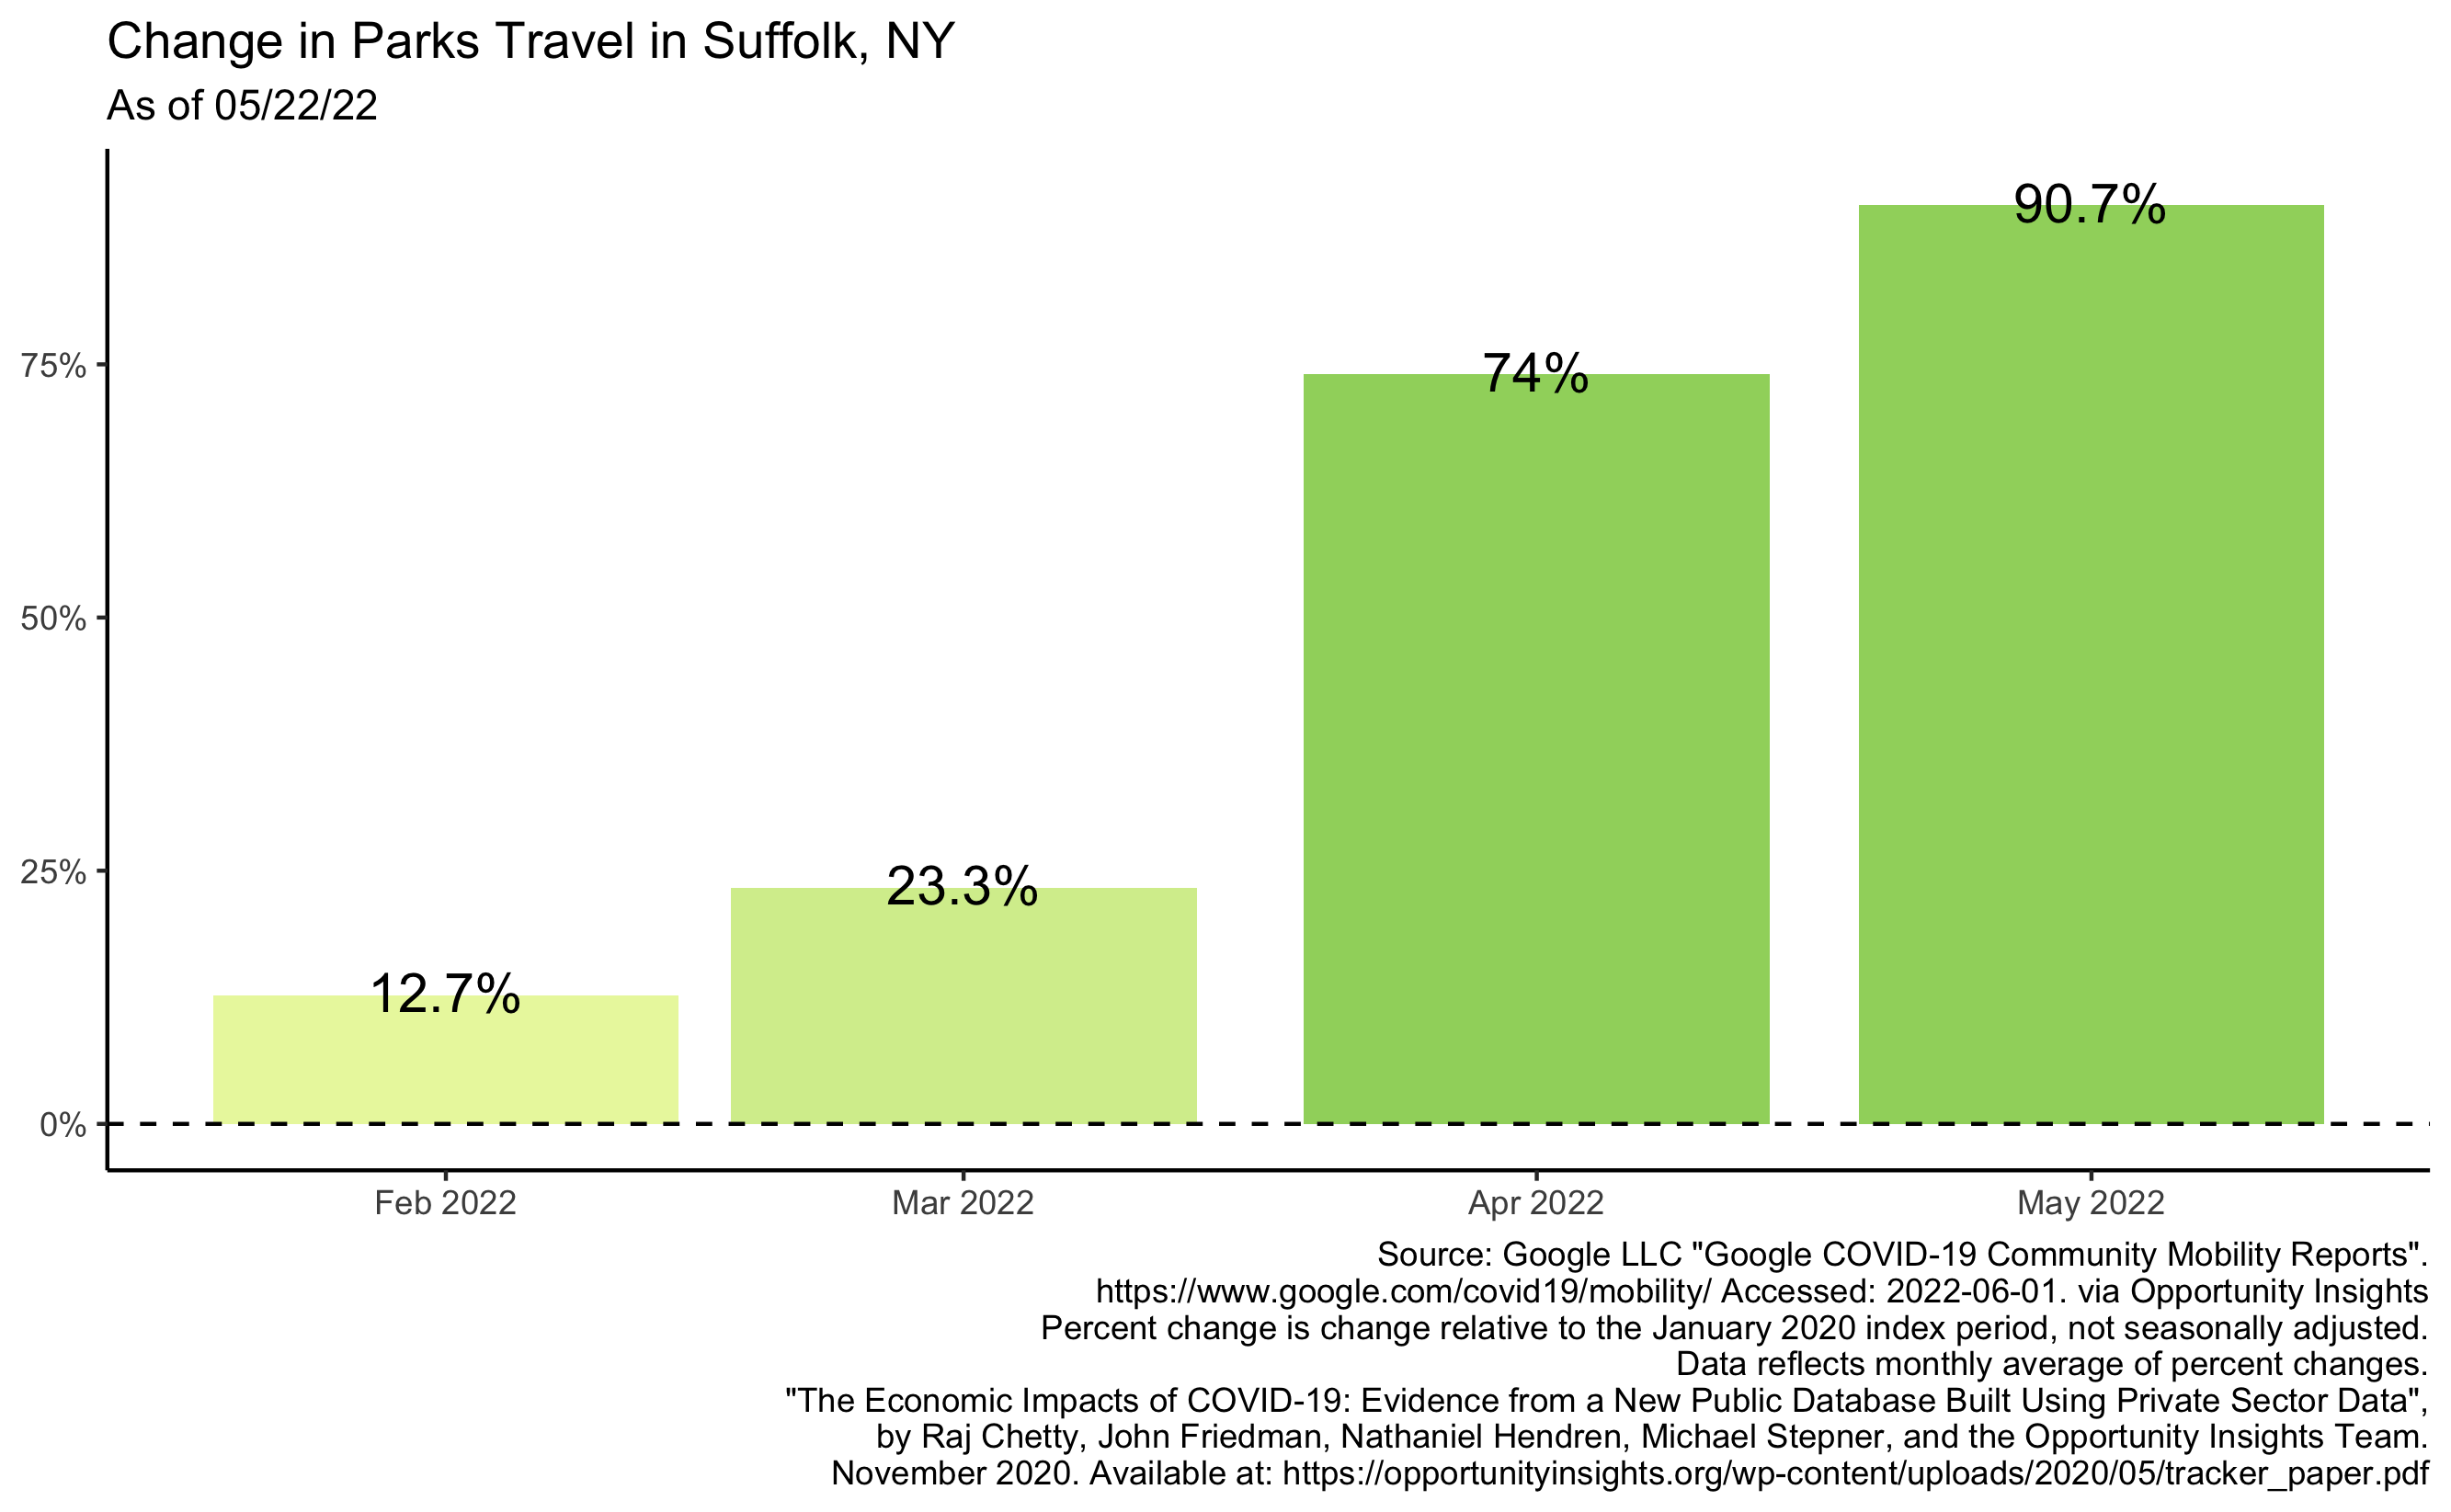 Change in Parks Travel in Suffolk, NY
As of 05/22/22
90.7%
75%
74%
50%
25%
23.3%
12.7%
0%
Feb 2022
Mar 2022
Apr 2022
May 2022
Source: Google LLC "Google COVID-19 Community Mobility Reports".
https://www.google.com/covid19/mobility/ Accessed: 2022-06-01. via Opportunity Insights
Percent change is change relative to the January 2020 index period, not seasonally adjusted.
Data reflects monthly average of percent changes.
"The Economic Impacts of COVID-19: Evidence from a New Public Database Built Using Private Sector Data",
by Raj Chetty, John Friedman, Nathaniel Hendren, Michael Stepner, and the Opportunity Insights Team.
November 2020. Available at: https://opportunityinsights.org/wp-content/uploads/2020/05/tracker_paper.pdf